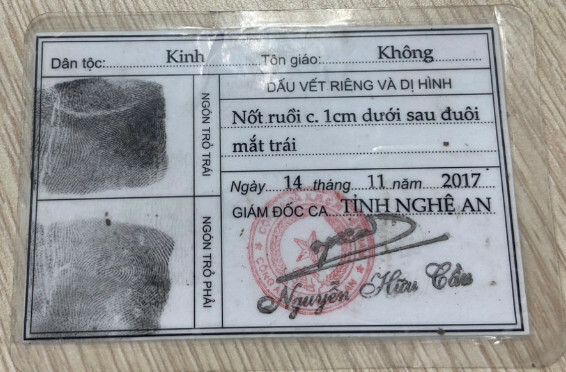 Dân tộc: Kinh Tôn giáo: Không
NGÓN TRỎ TRÁI
DẤU VẾT RIÊNG VÀ DỊ HÌNH
Nốt ruồi c. 1cm dưới sau đuôi
mắt trái
Ngày 14 tháng 11 năm 2017
GIÁM ĐỐC CA TỈNH NGHỆ AN
NGÓN TRỎ PHẢI
Nguyễn Hữu Cầu